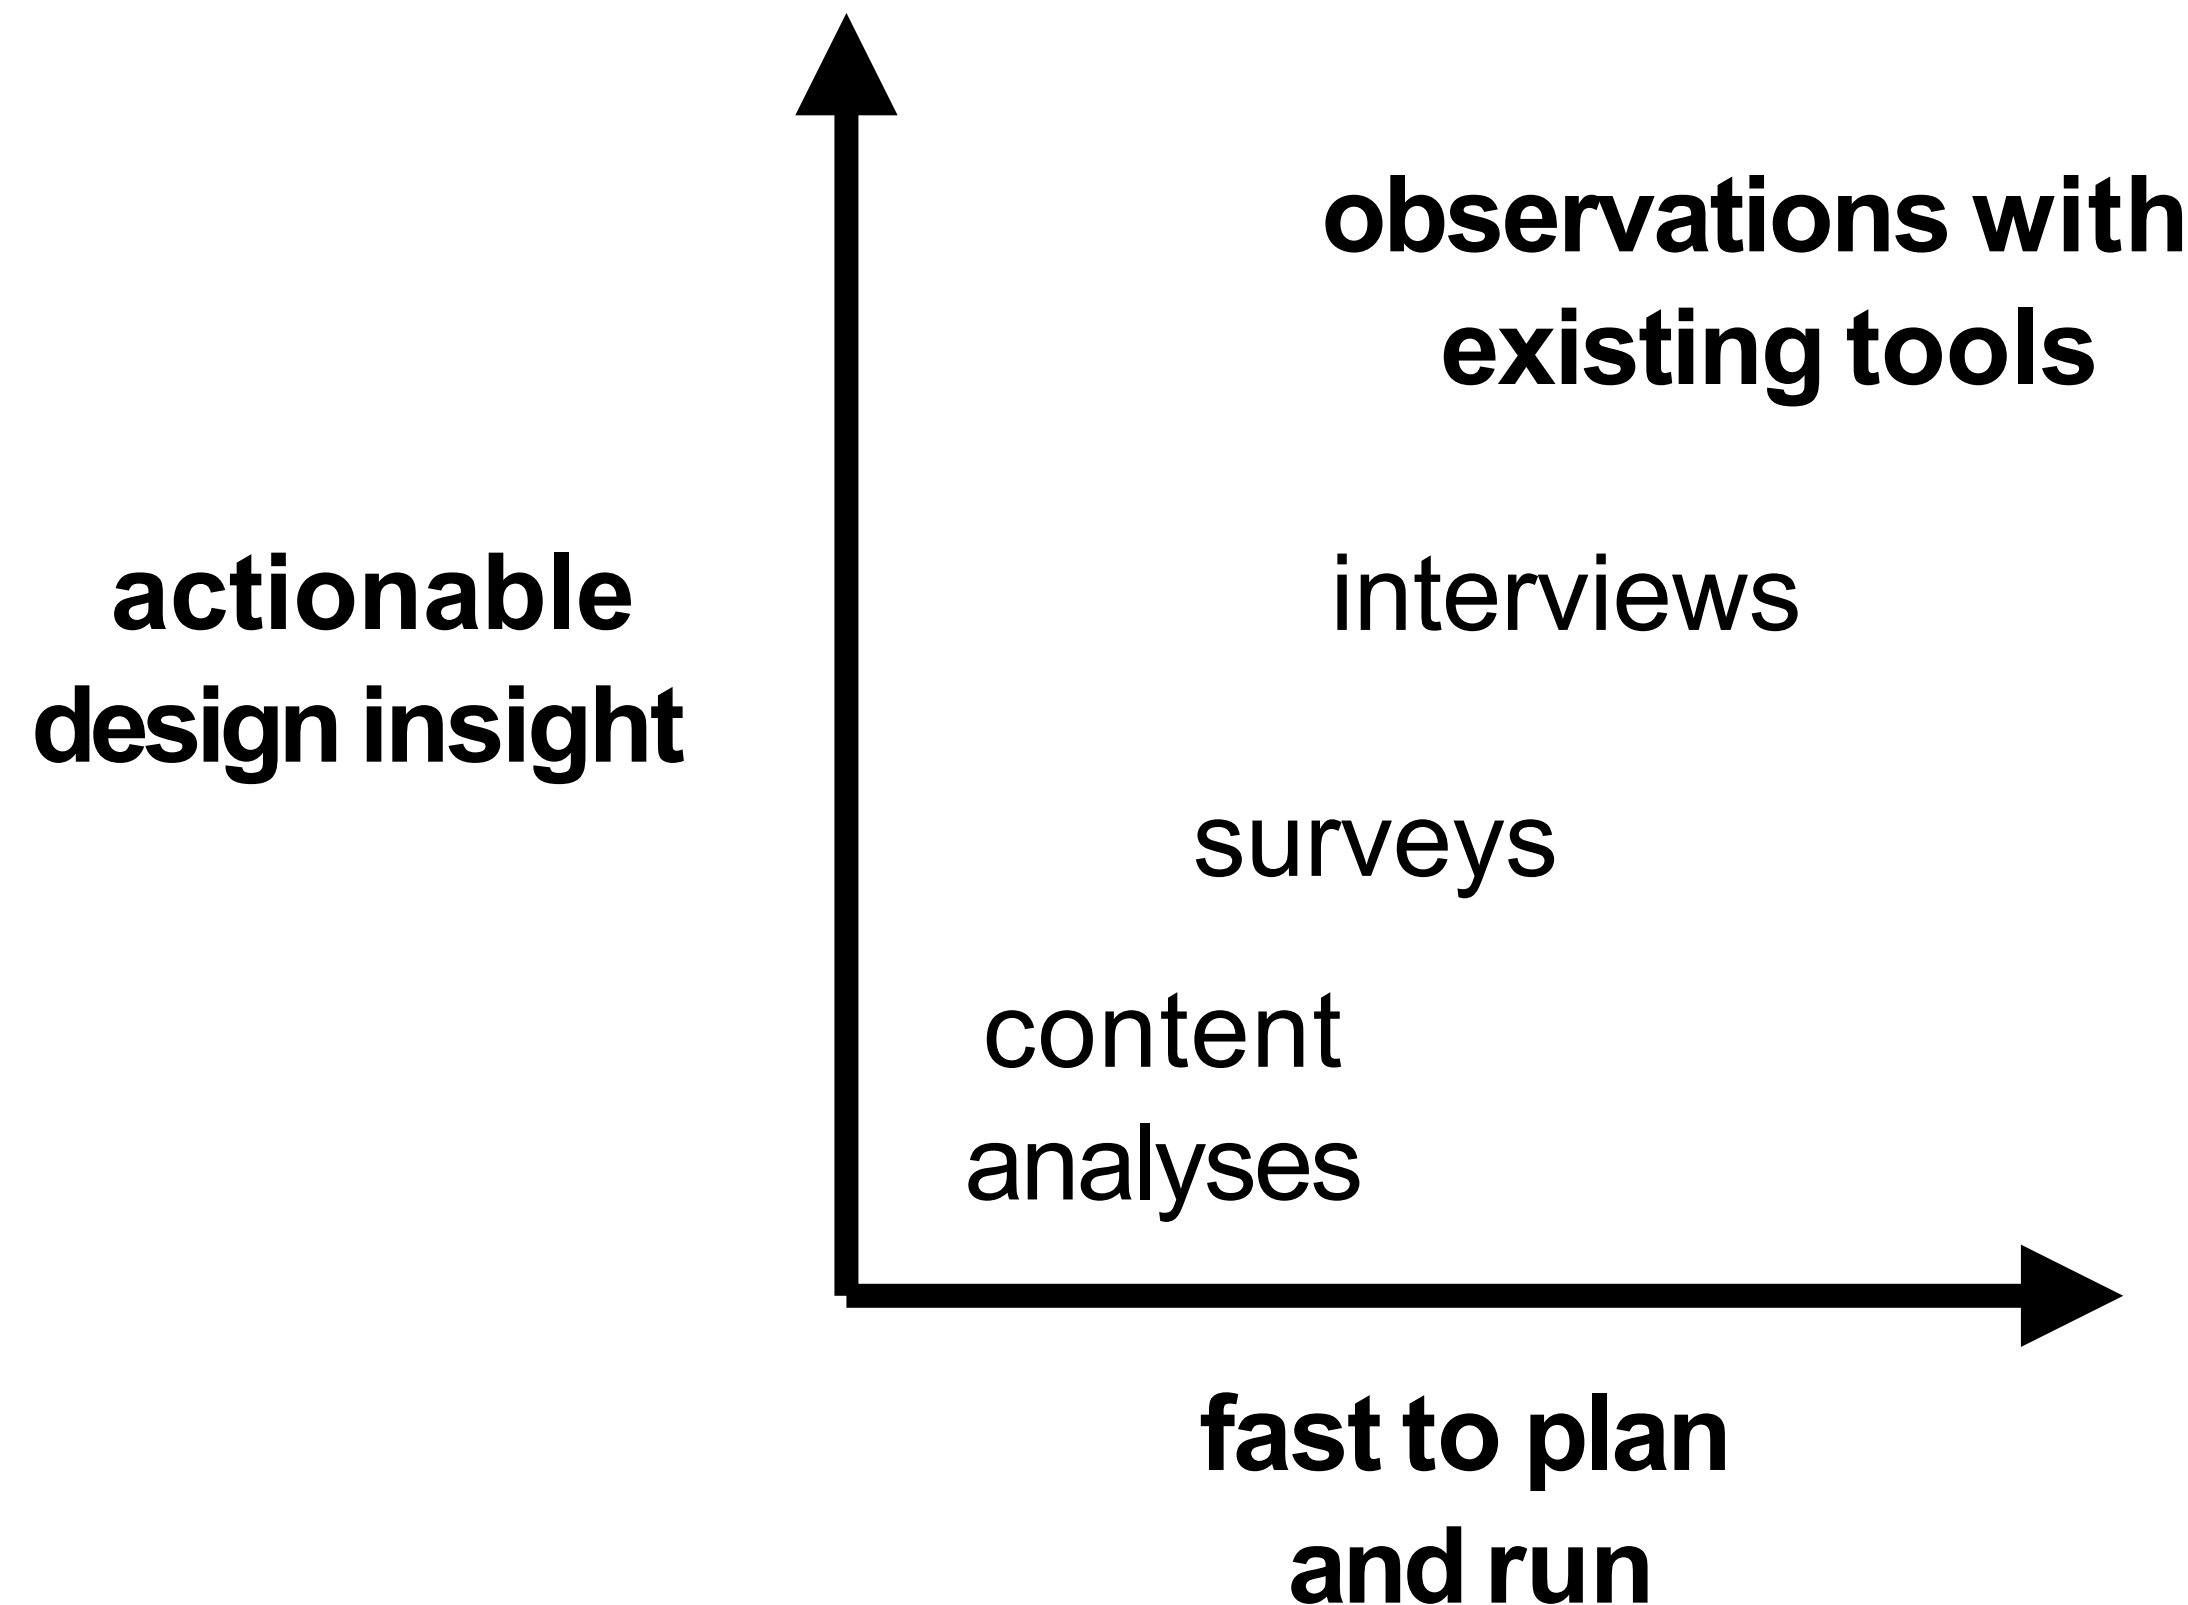 observations with
existing tools
actionable
design insight
interviews
surveys
content
analyses
fast to plan
and run